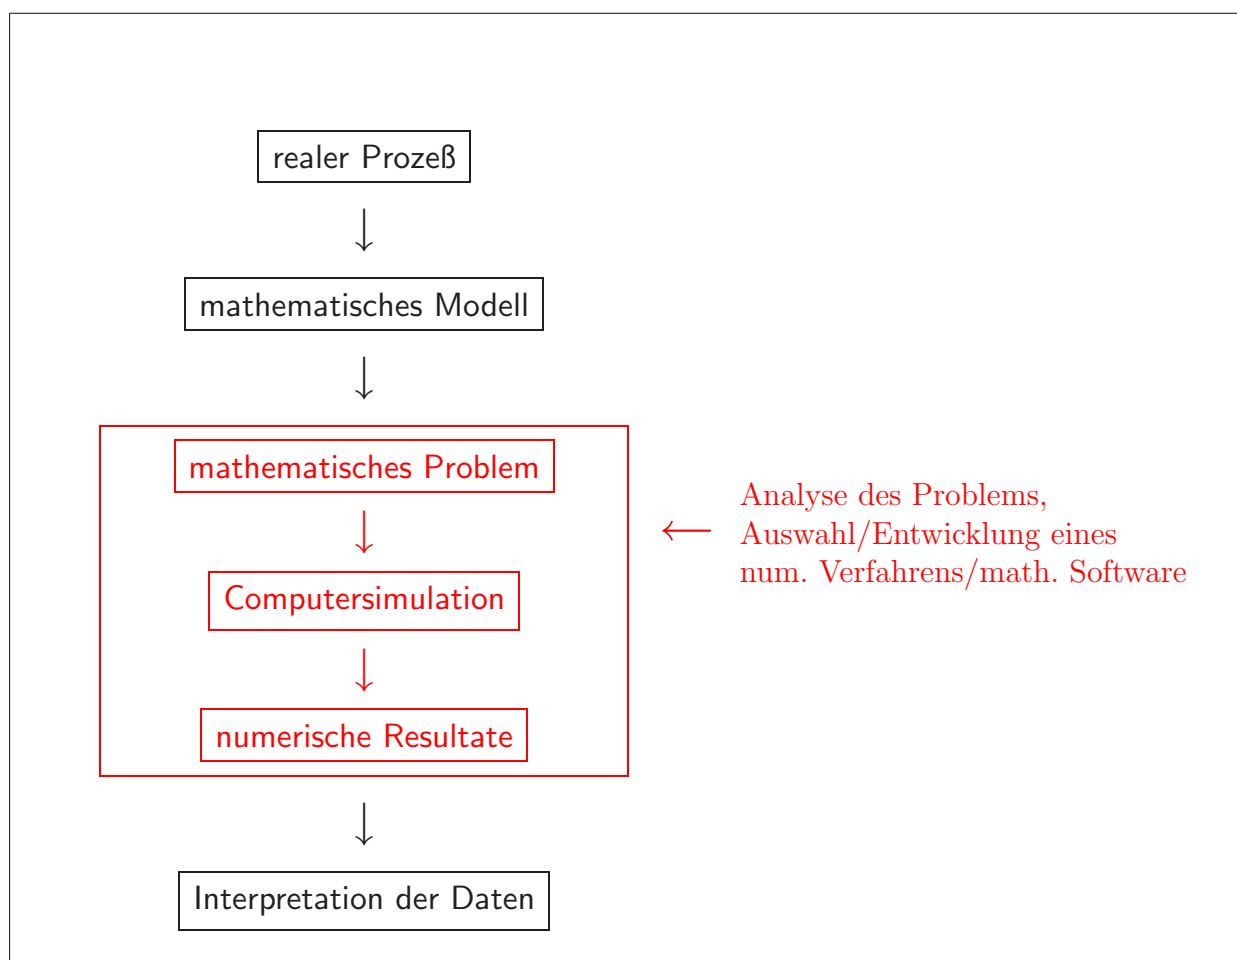 realer Prozeß
mathematisches Modell
mathematisches Problem
Analyse des Problems,
Auswahl/Entwicklung eines
num. Verfahrens/math. Software
Computersimulation
numerische Resultate
Interpretation der Daten